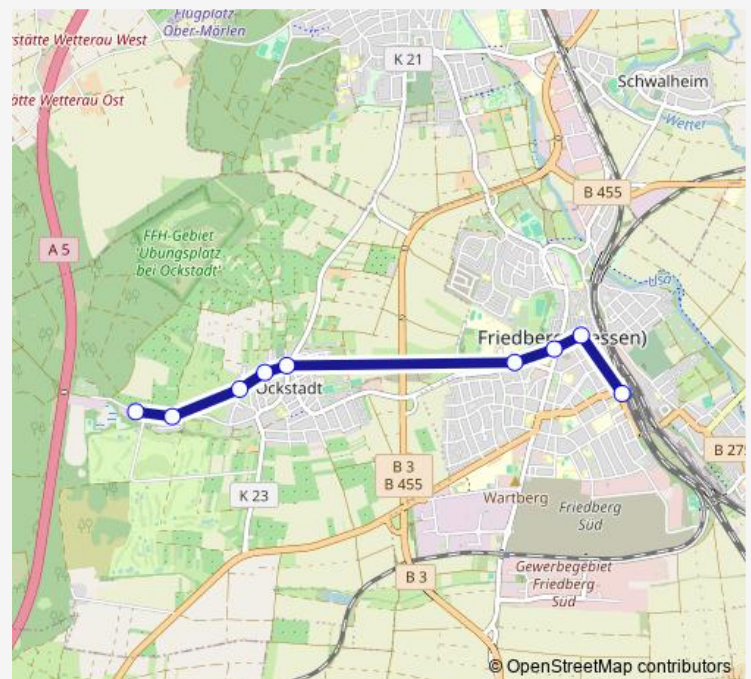 Flugplatz
Ober-Mörlen
stätte Wetterau West
ätte Wetterau Ost
K 21
Schwalheim
Wetter
B 455
A 5
FFH-Gebiet
'Übungsplatz
bei Ockstadt'
Usa
Friedberg (Hessen)
Ockstadt
B 3
B 455
K 23
B 275
Wartberg
Friedberg
Süd
Gewerbegebiet
Friedberg
Süd
B 3
© OpenStreetMap contributors